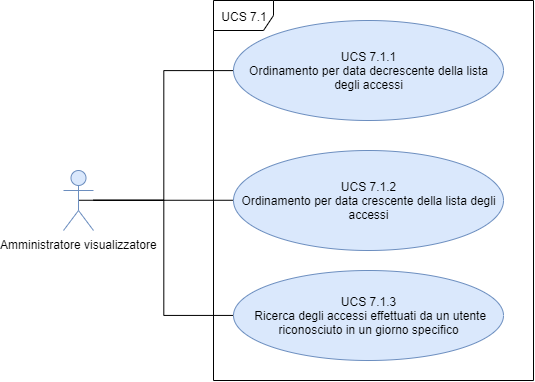 UCS 7.1
UCS 7.1.1
Ordinamento per data decrescente della lista
degli accessi
UCS 7.1.2
Ordinamento per data crescente della lista degli
accessi
Amministratore visualizzatore
UCS 7.1.3
Ricerca degli accessi effettuati da un utente
riconosciuto in un giorno specifico